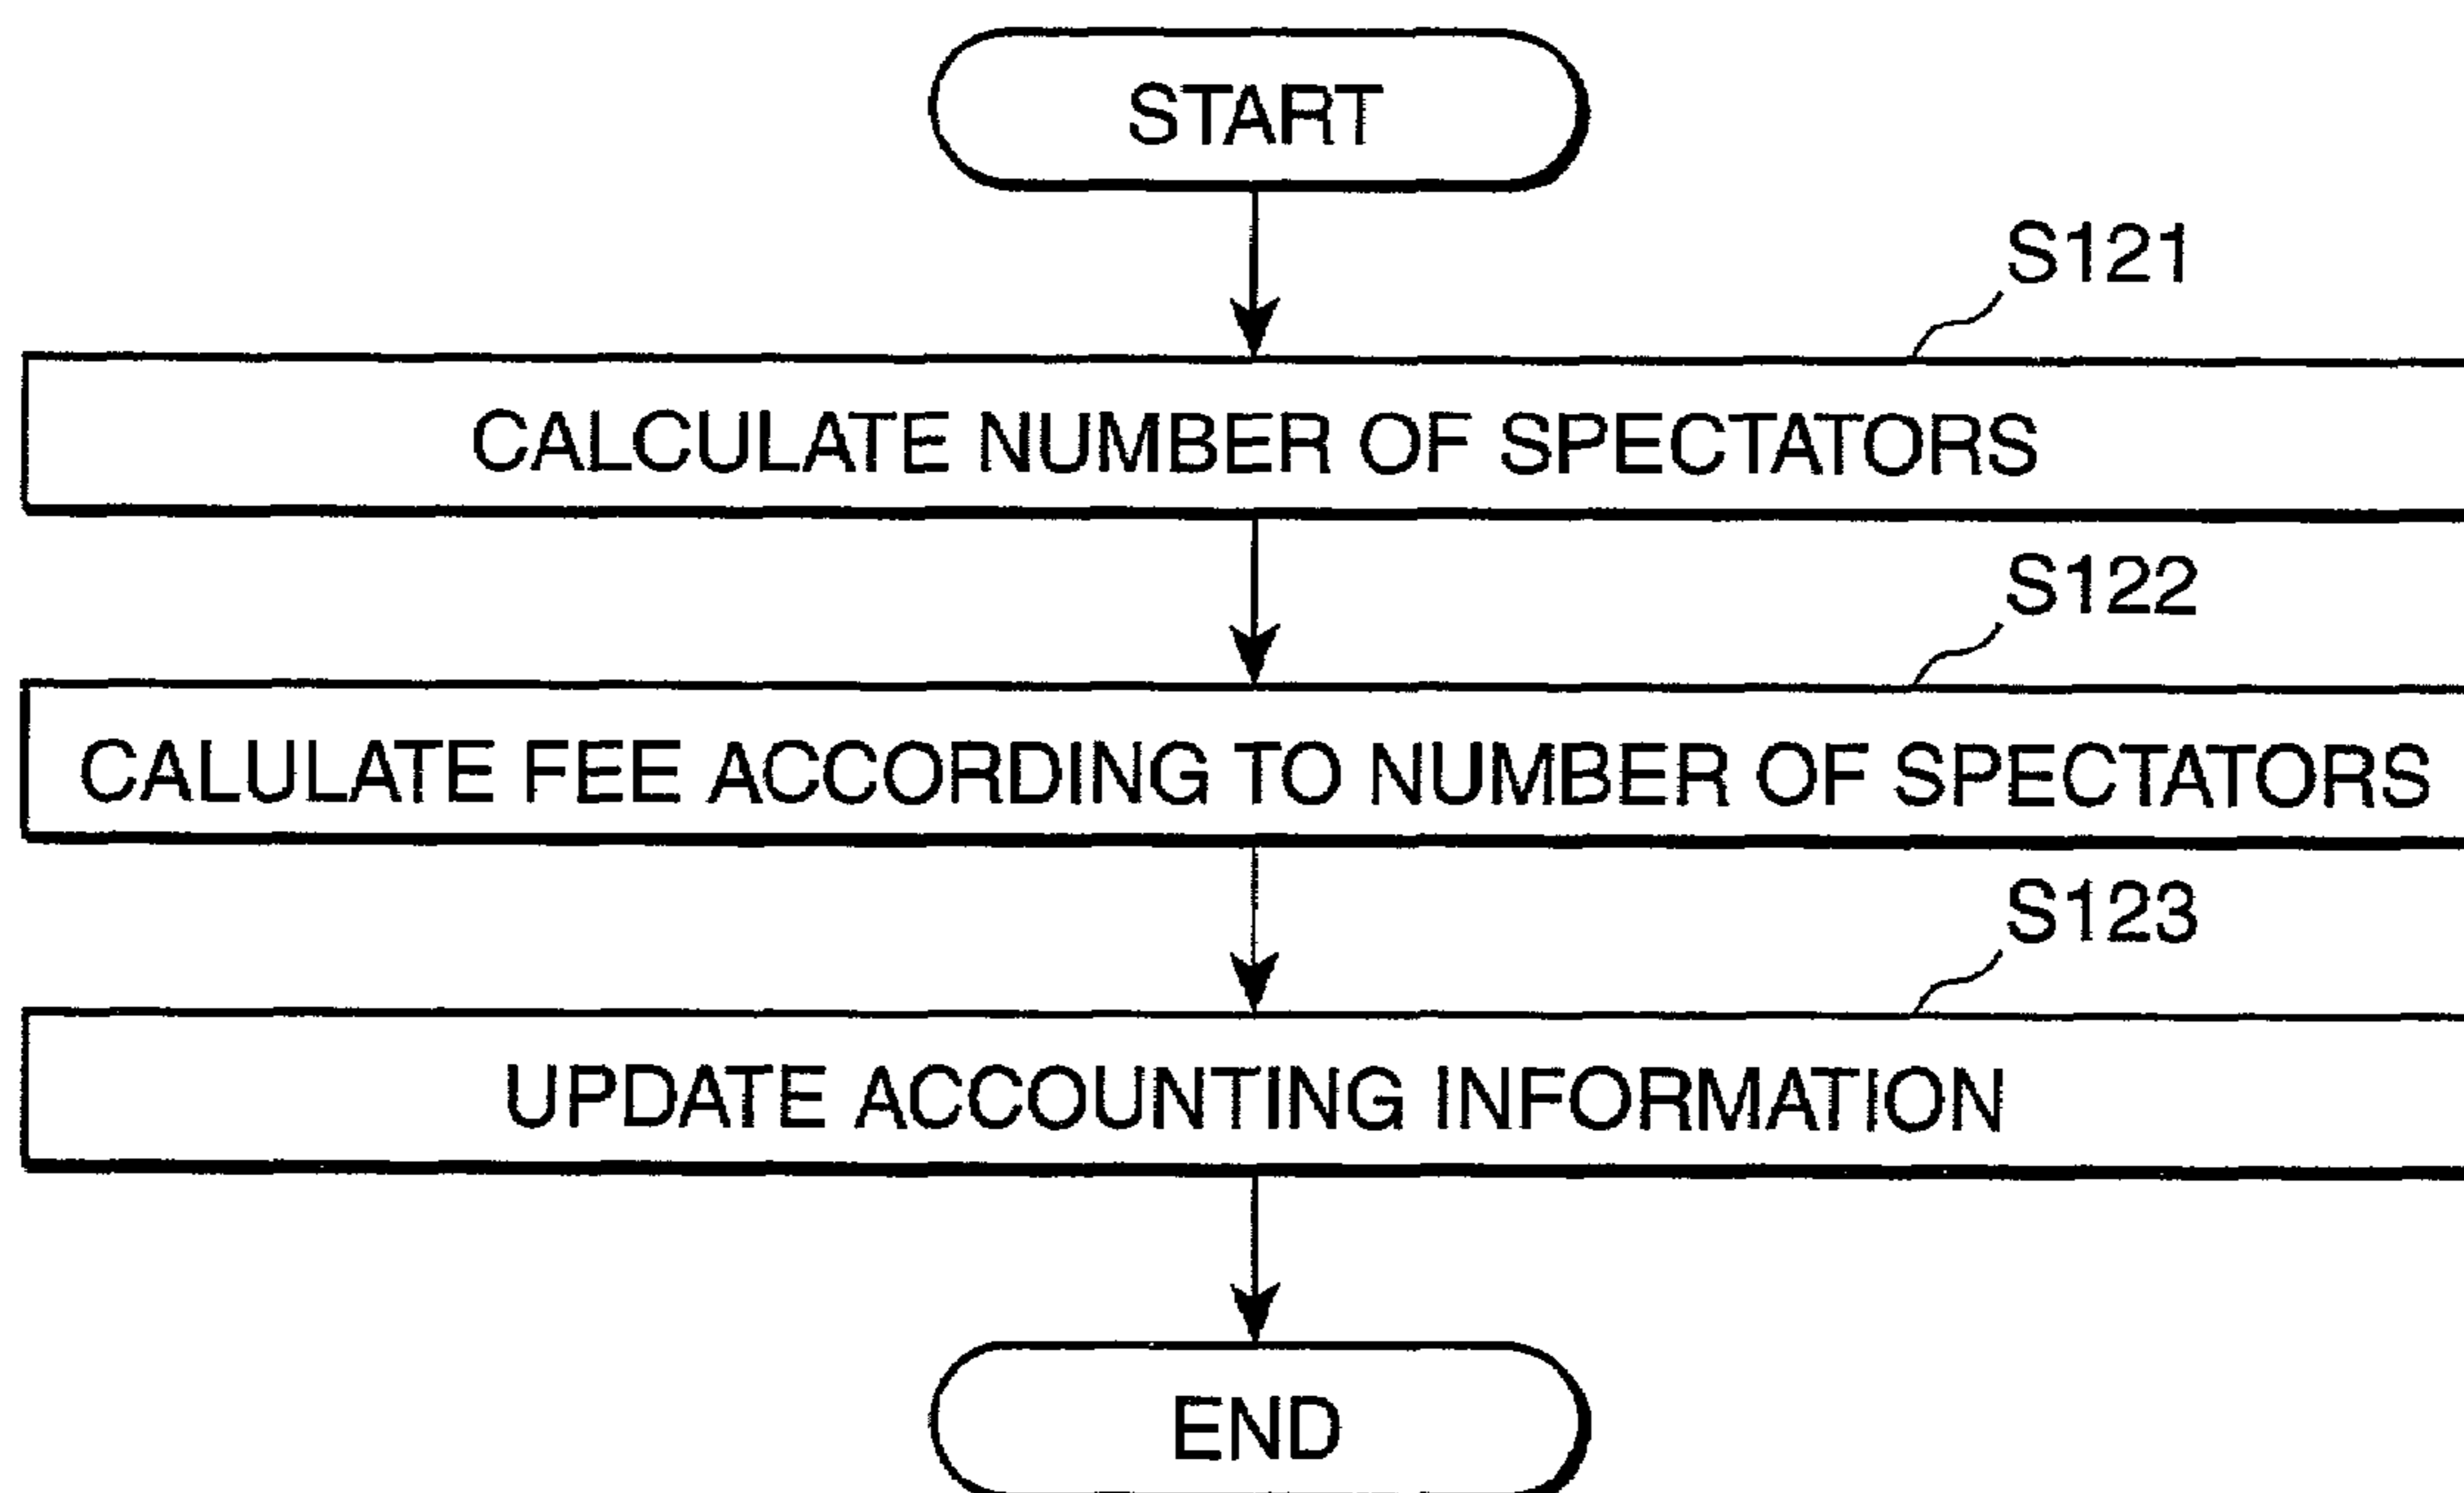 START
S121
CALCULATE NUMBER OF SPECTATORS
S122
CALULATE FEE ACCORDING TO NUMBER OF SPECTATORS
S123
UPDATE ACCOUNTING INFORMATION
END